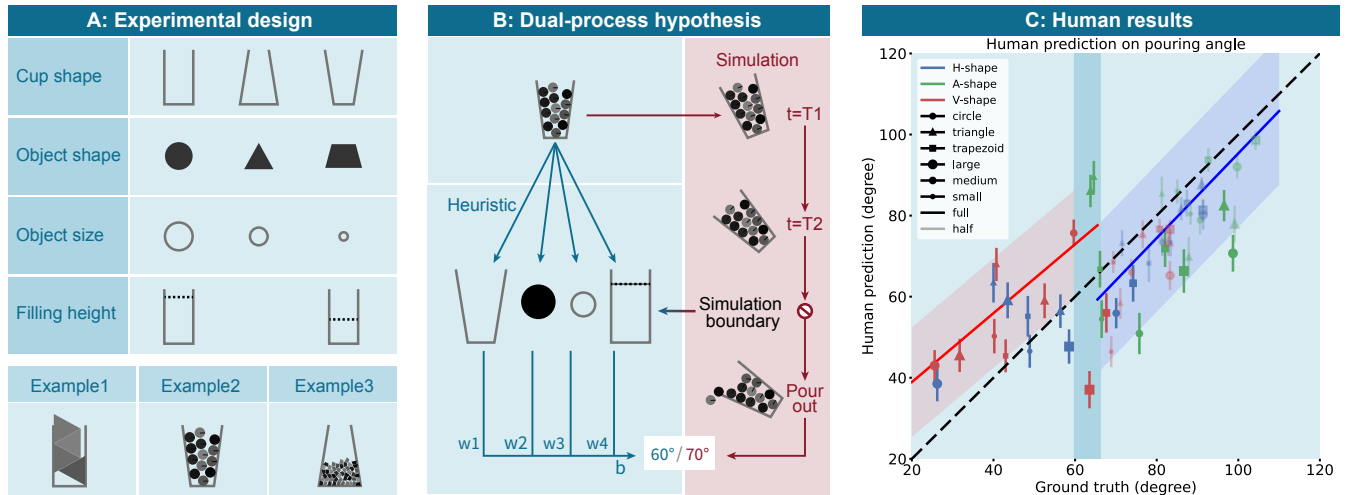 A: Experimental design
Cup shape
Object shape
Object size
Filling height
Example1 Example2 Example3
B: Dual-process hypothesis
Simulation
t=T1
Heuristic
t=T2
Simulation
boundary
Pour
out
w1 w2 w3 w4
b
60° / 70°
C: Human results
Human prediction on pouring angle
120
100
80
60
40
20
Human prediction (degree)
H-shape
A-shape
V-shape
circle
triangle
trapezoid
large
medium
small
full
half
20 40 60 80 100 120
Ground truth (degree)